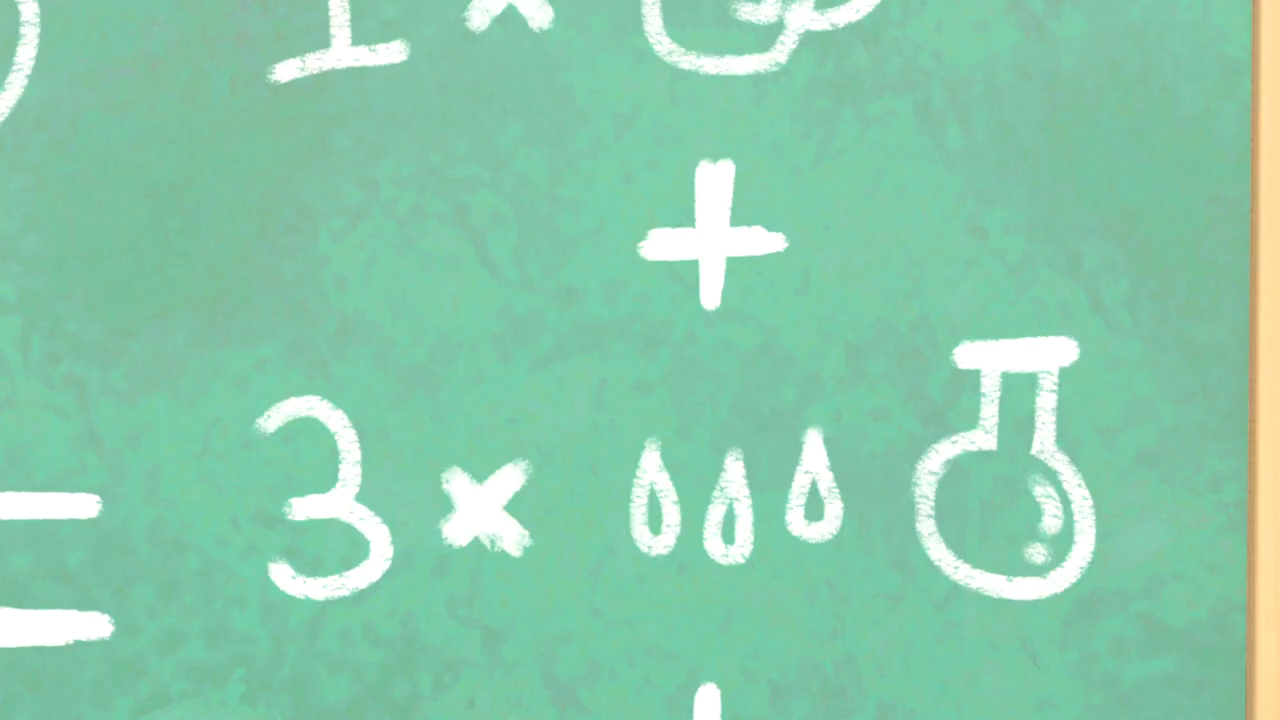 1 ×
+
3 ×
=